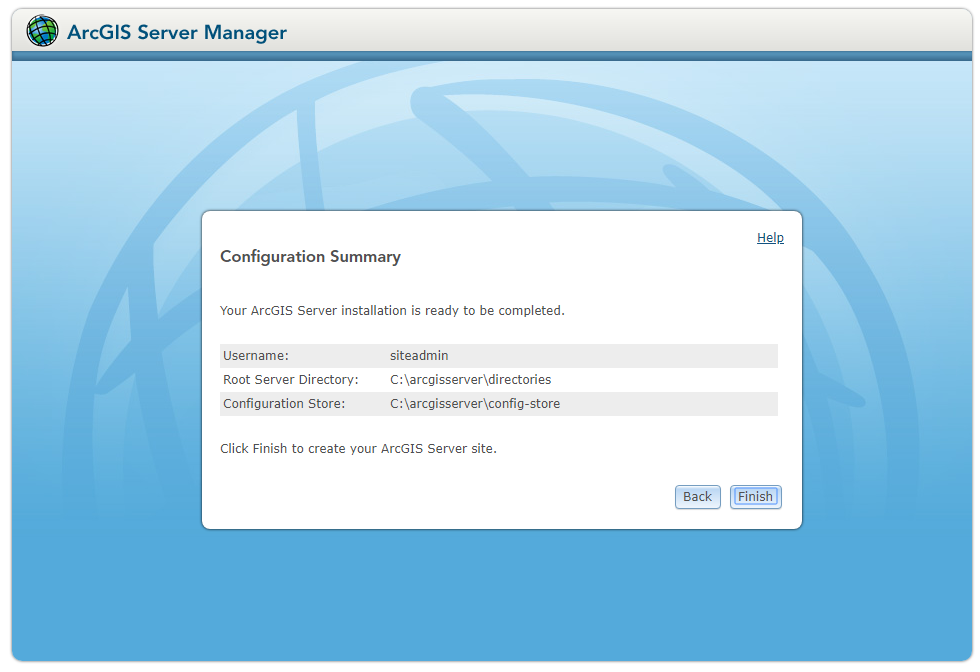 ArcGIS Server Manager
Help
Configuration Summary
Your ArcGIS Server installation is ready to be completed.
Username: siteadmin
Root Server Directory: C:\arcgisserver\directories
Configuration Store: C:\arcgisserver\config-store
Click Finish to create your ArcGIS Server site.
Back Finish